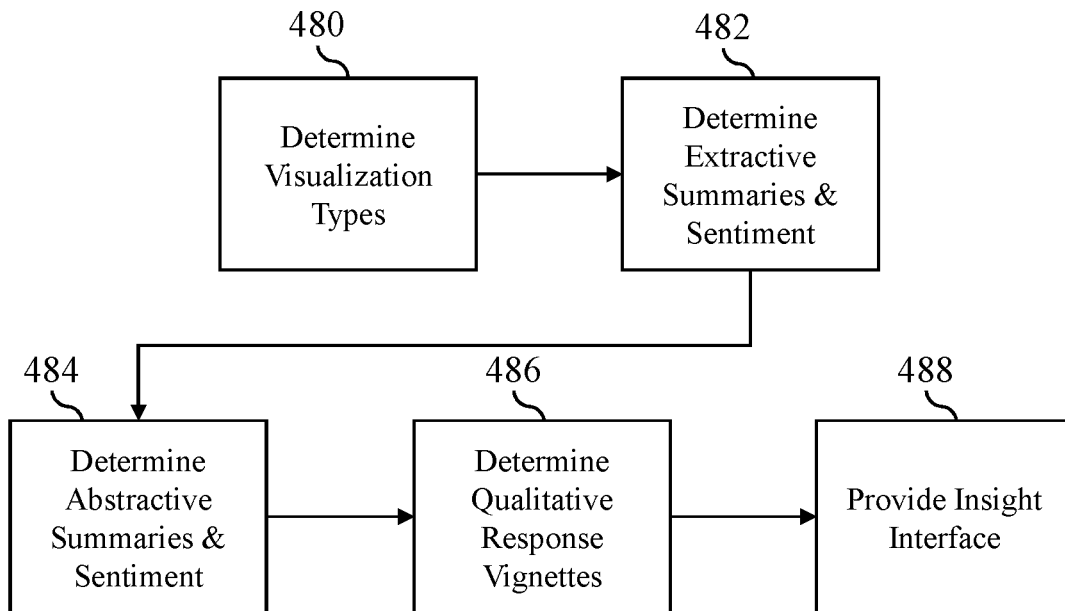 480
Determine
Visualization
Types
482
Determine
Extractive
Summaries &
Sentiment
484
Determine
Abstractive
Summaries &
Sentiment
486
Determine
Qualitative
Response
Vignettes
488
Provide Insight
Interface